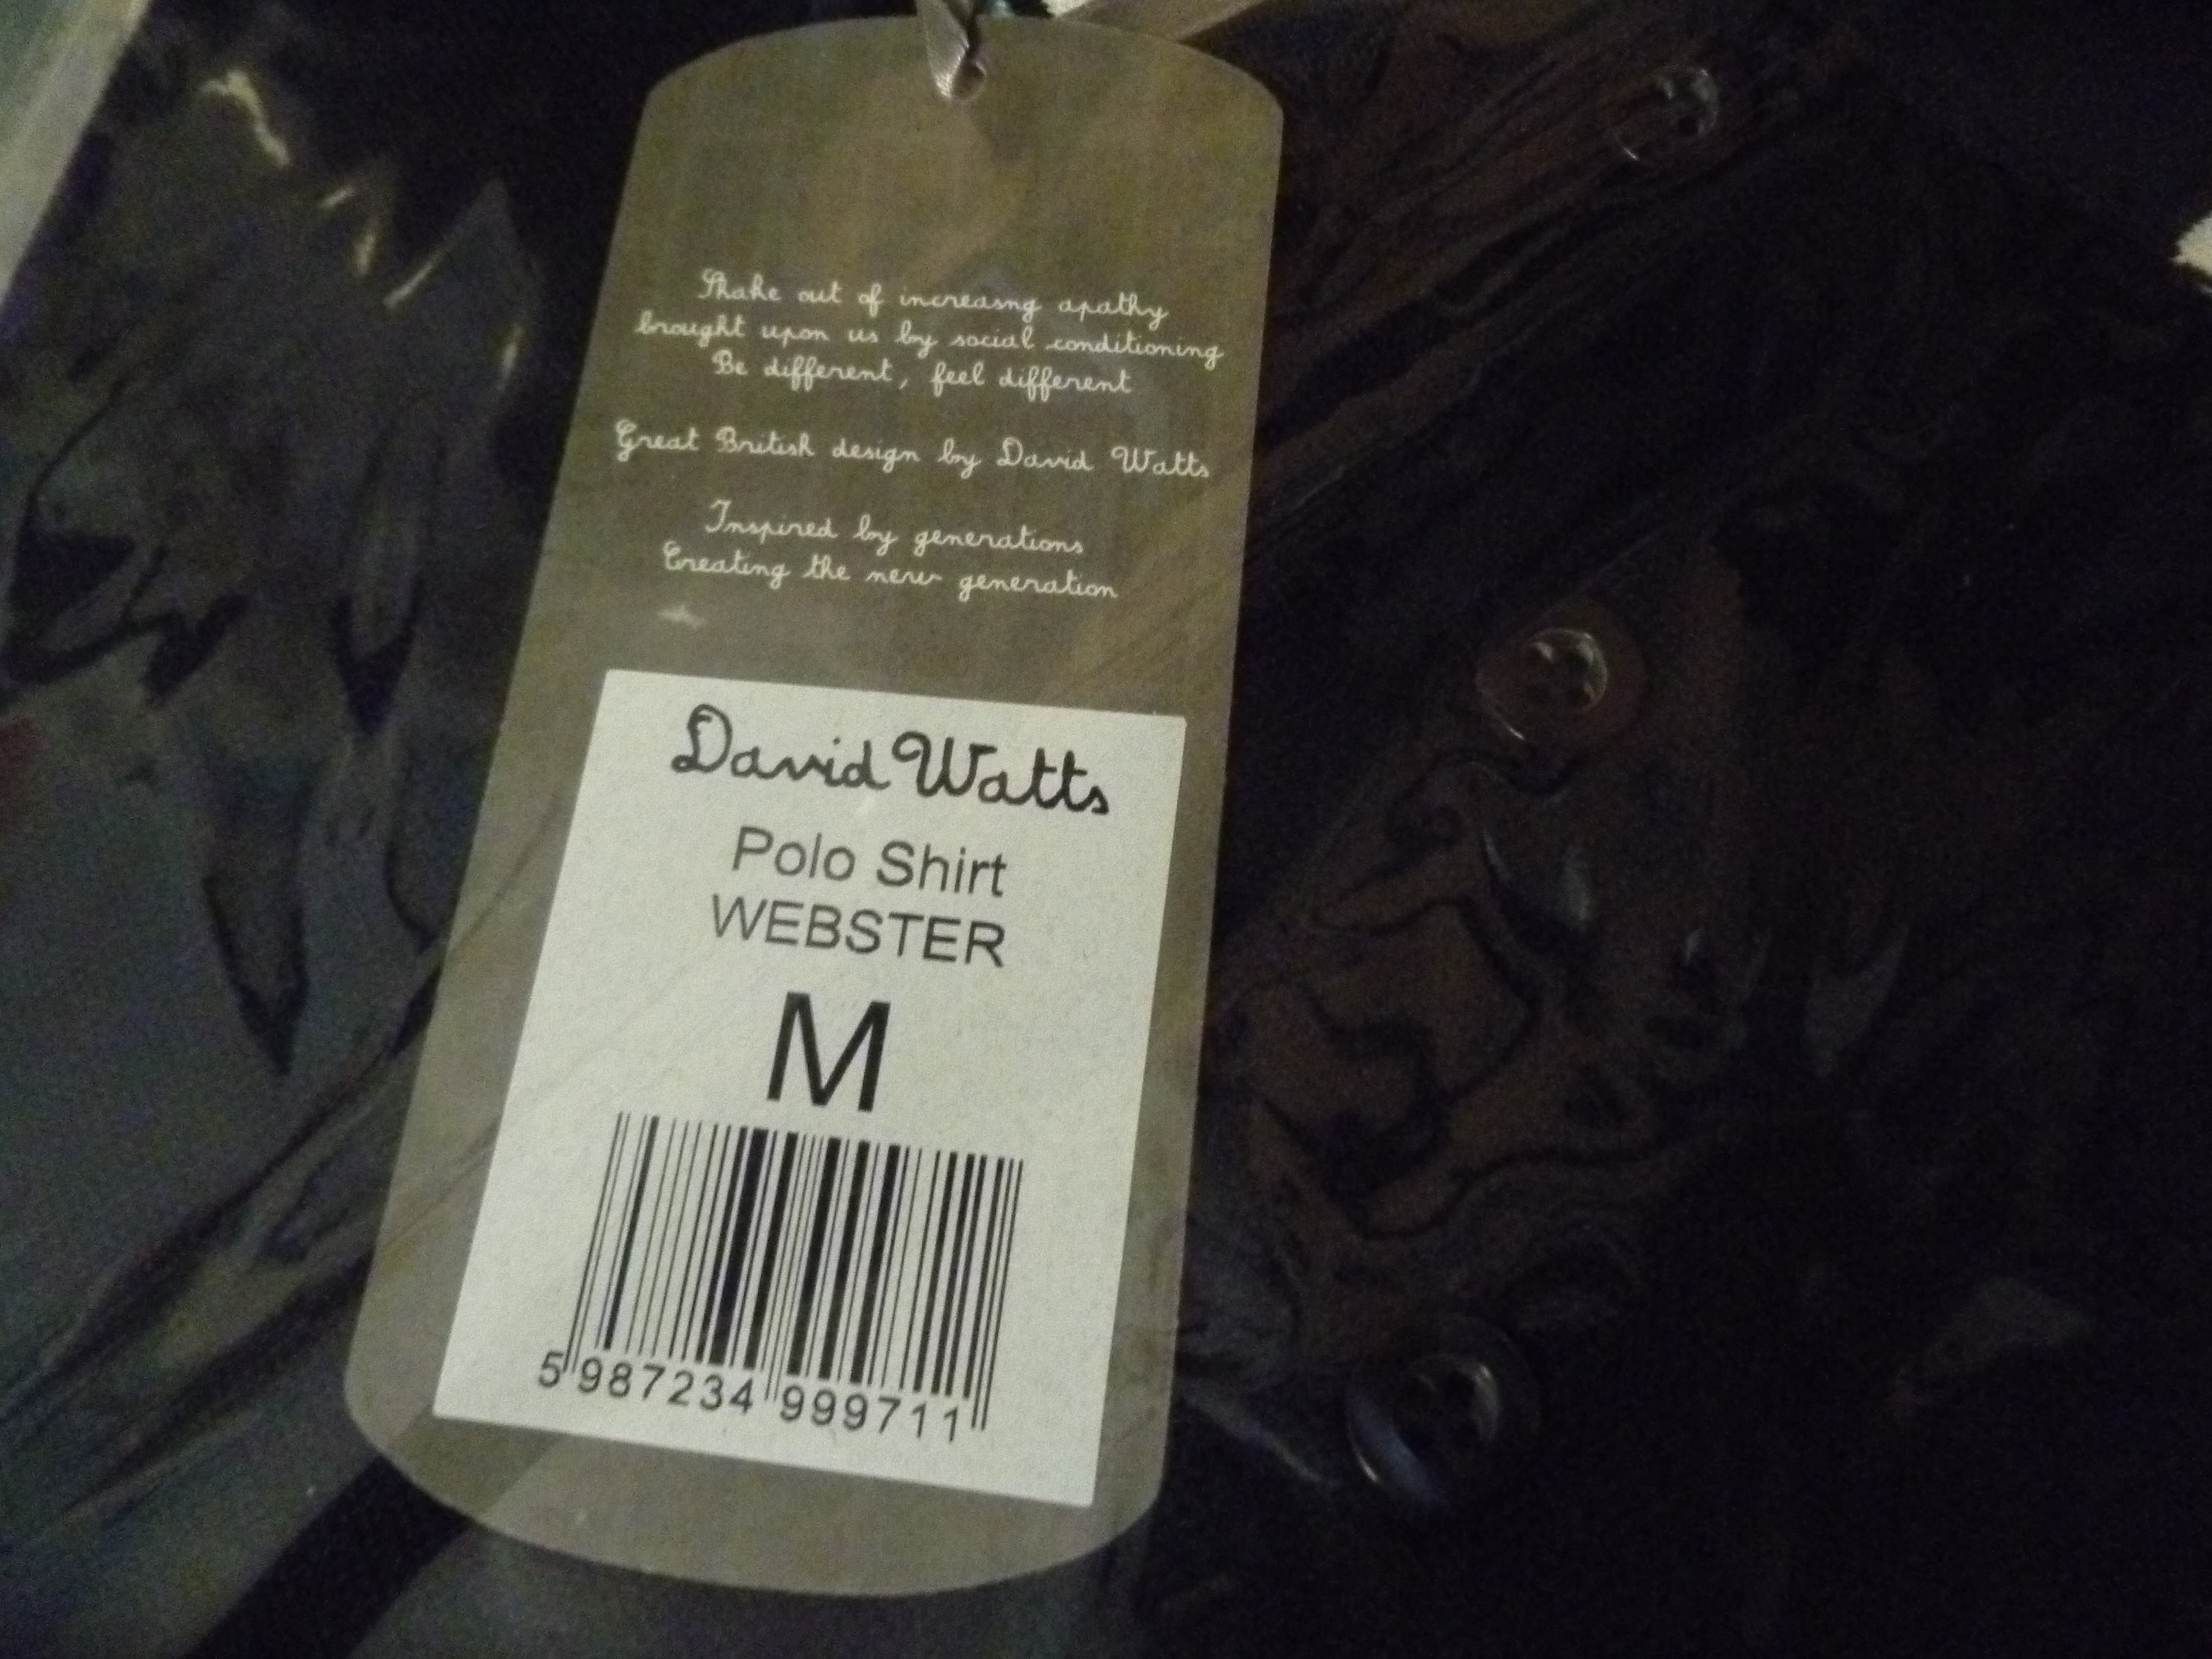 Shake out of increasng apathy
brought upon us by social conditioning
Be different, feel different
Great British design by David Watts
Inspired by generations
Creating the new generation
David Watts
Polo Shirt
WEBSTER
M
5 987234 999711